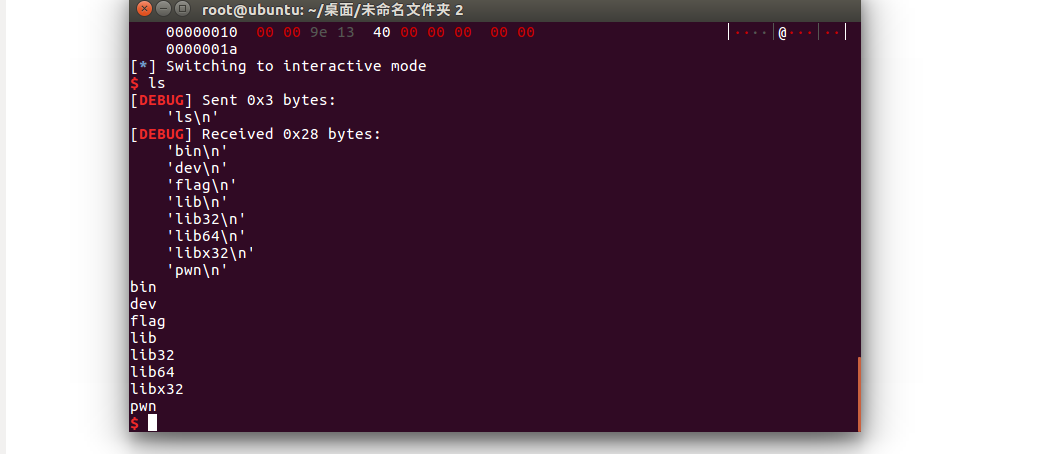 root@ubuntu: ~/桌面/未命名文件夹 2
00000010  00 00 9e 13  40 00 00 00  00 00 |····|@···|··|
0000001a
[*] Switching to interactive mode
$ ls
[DEBUG] Sent 0x3 bytes:
'ls\n'
[DEBUG] Received 0x28 bytes:
'bin\n'
'dev\n'
'flag\n'
'lib\n'
'lib32\n'
'lib64\n'
'libx32\n'
'pwn\n'
bin
dev
flag
lib
lib32
lib64
libx32
pwn
$